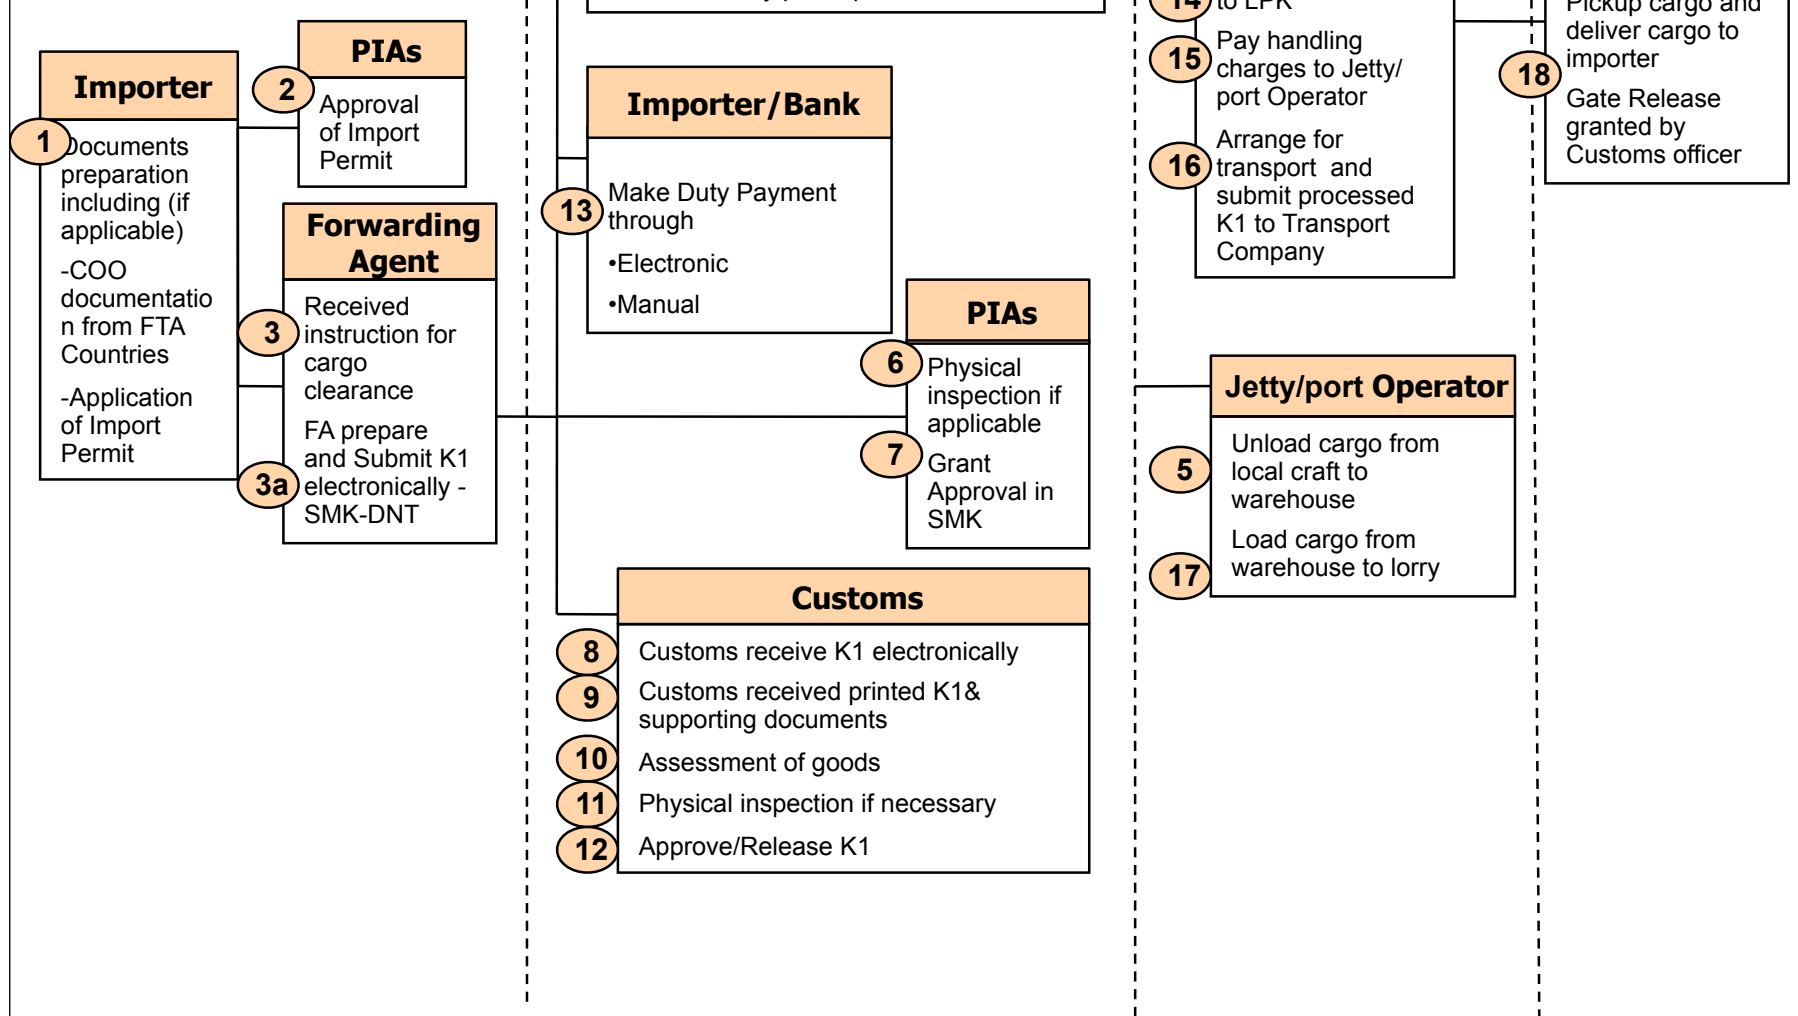 PIAs
2
Approval
of Import
Permit
Importer
1
Documents
preparation
including (if
applicable)
-COO
documentatio
n from FTA
Countries
-Application
of Import
Permit
Forwarding
Agent
3
Received
instruction for
cargo
clearance
3a
FA prepare
and Submit K1
electronically -
SMK-DNT
Importer/Bank
13
Make Duty Payment
through
•Electronic
•Manual
PIAs
6
Physical
inspection if
applicable
7
Grant
Approval in
SMK
Customs
8
Customs receive K1 electronically
9
Customs received printed K1&
supporting documents
10
Assessment of goods
11
Physical inspection if necessary
12
Approve/Release K1
14
to LPK
15
Pay handling
charges to Jetty/
port Operator
16
Arrange for
transport  and
submit processed
K1 to Transport
Company
Jetty/port Operator
5
Unload cargo from
local craft to
warehouse
17
Load cargo from
warehouse to lorry
Pickup cargo and
deliver cargo to
importer
18
Gate Release
granted by
Customs officer